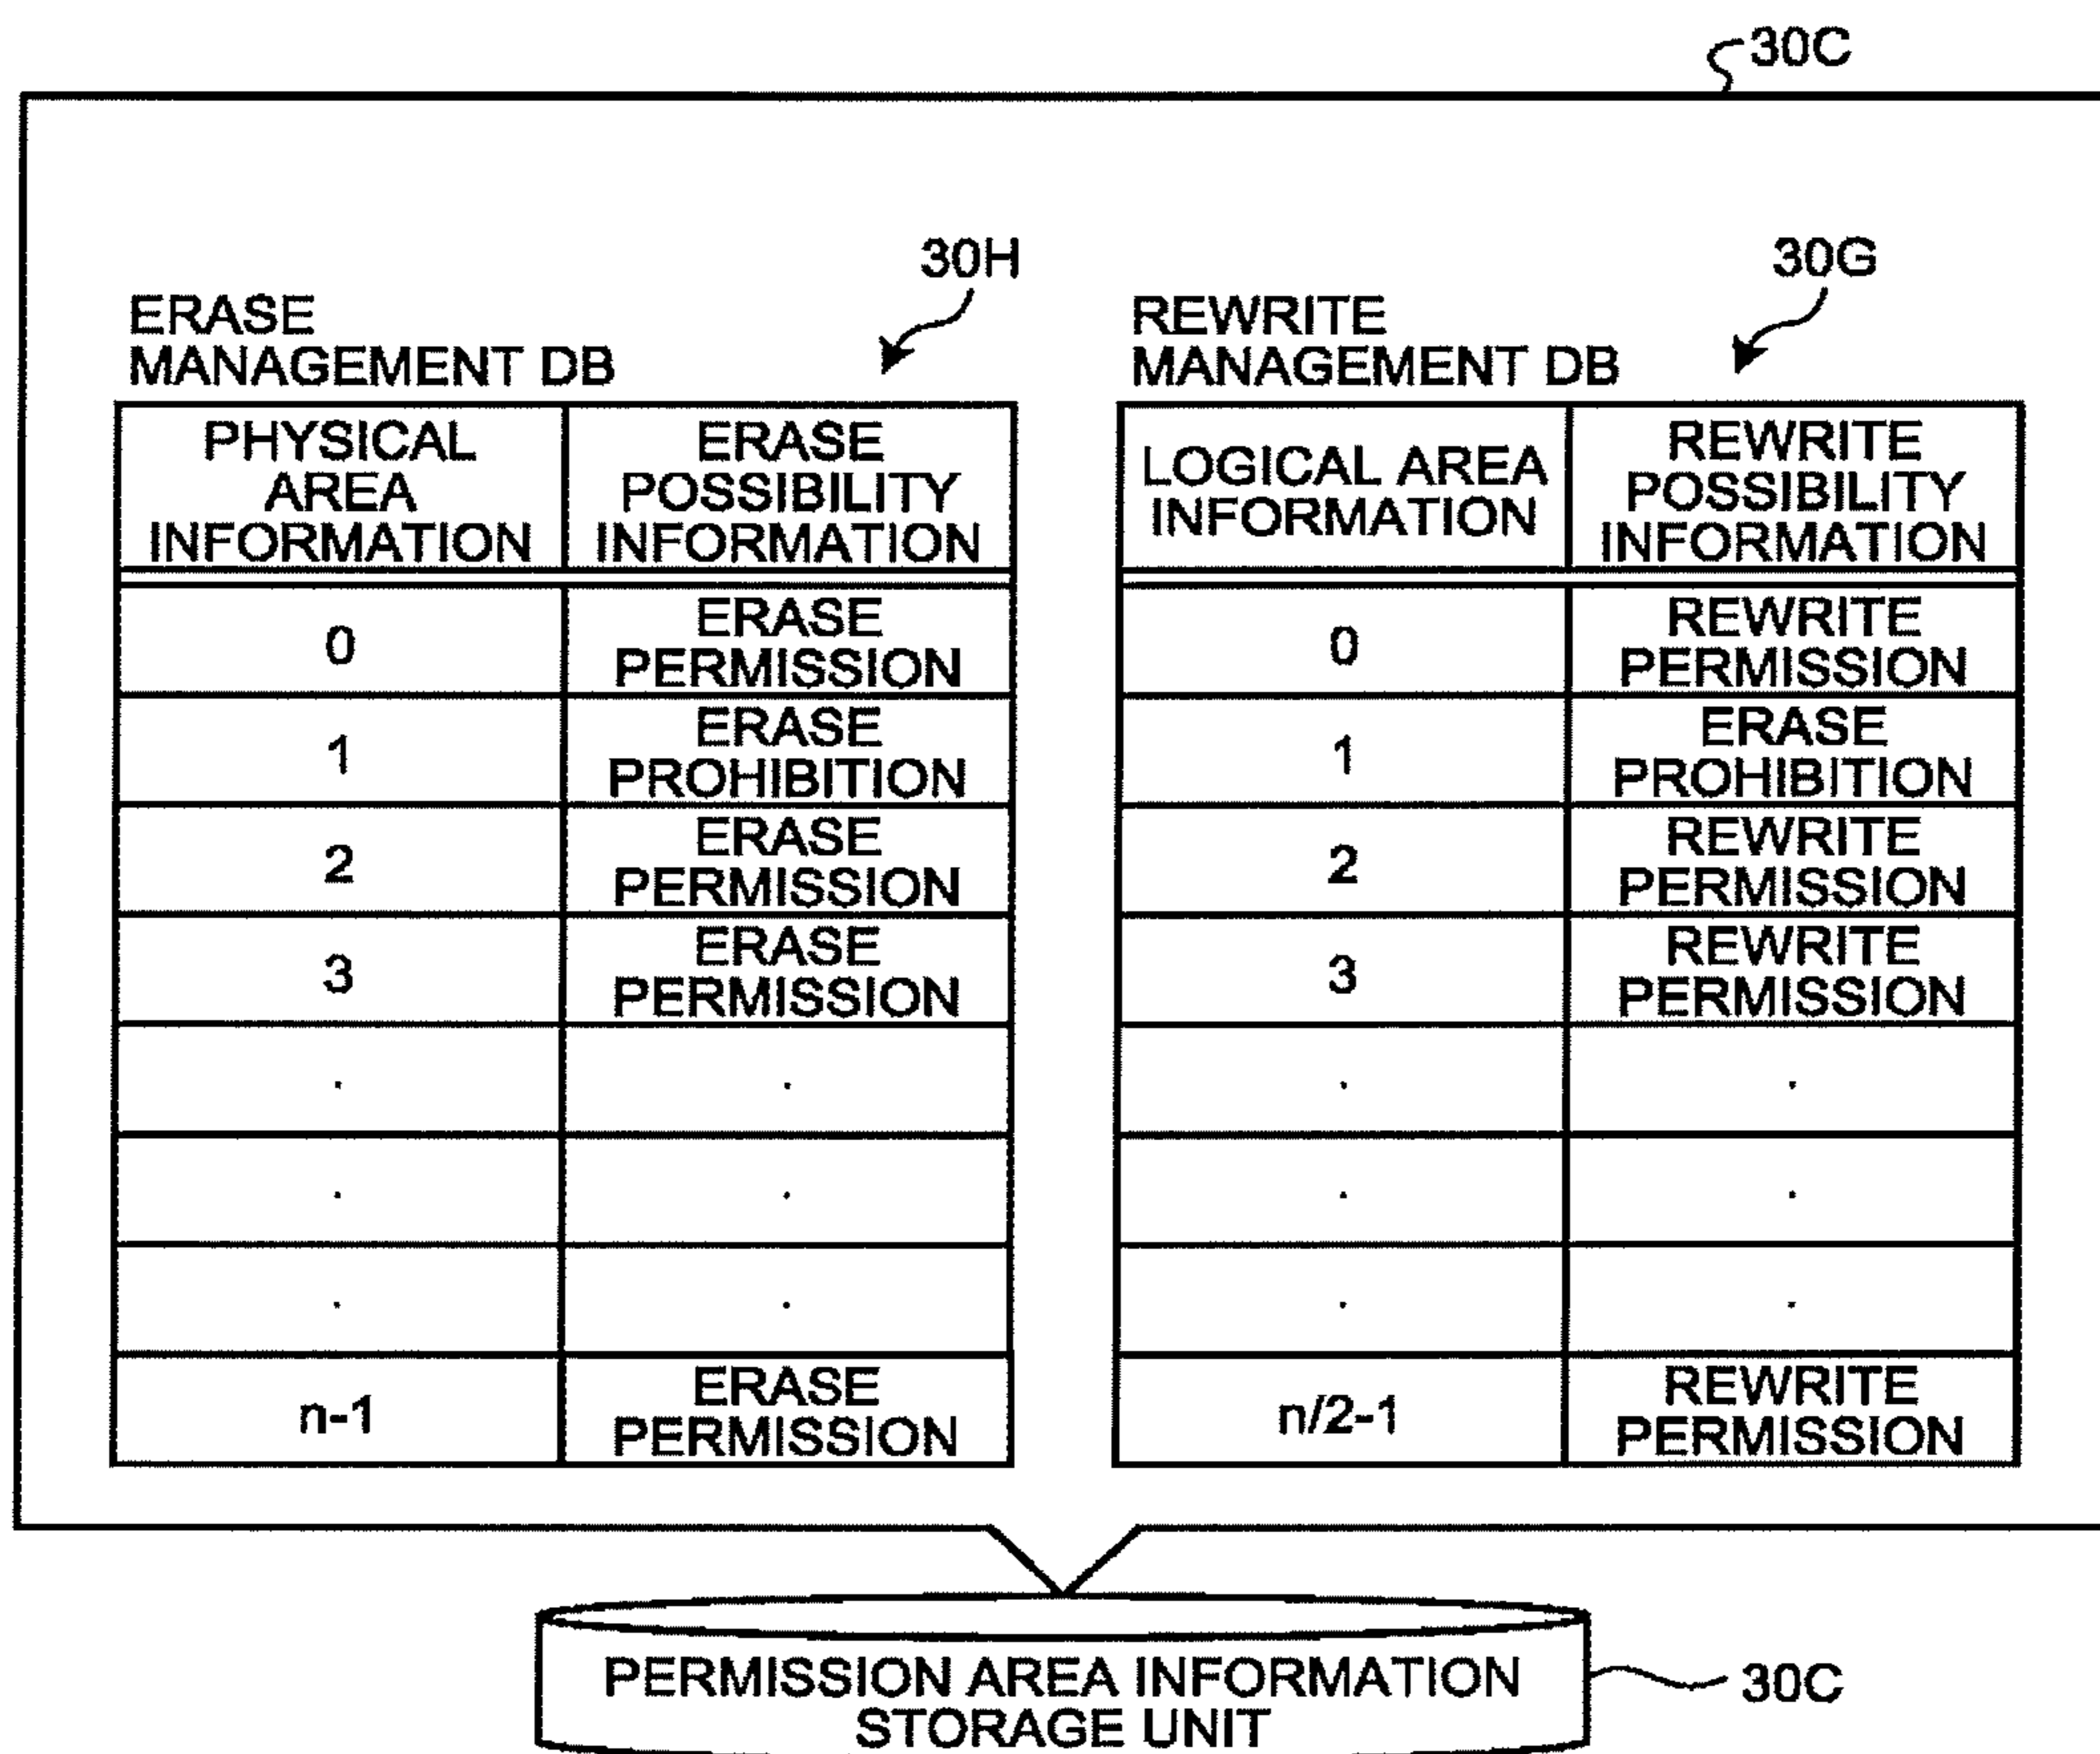 30C
30H
30G
ERASE
MANAGEMENT DB
PHYSICAL
AREA
INFORMATION
ERASE
POSSIBILITY
INFORMATION
0
ERASE
PERMISSION
1
ERASE
PROHIBITION
2
ERASE
PERMISSION
3
ERASE
PERMISSION
.
.
.
.
.
.
n-1
ERASE
PERMISSION
REWRITE
MANAGEMENT DB
LOGICAL AREA
INFORMATION
REWRITE
POSSIBILITY
INFORMATION
0
REWRITE
PERMISSION
1
ERASE
PROHIBITION
2
REWRITE
PERMISSION
3
REWRITE
PERMISSION
.
.
.
.
.
.
n/2-1
REWRITE
PERMISSION
PERMISSION AREA INFORMATION
STORAGE UNIT
30C